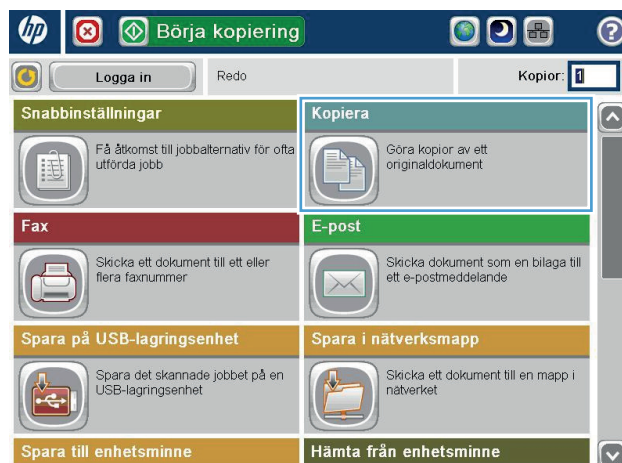 hp
Börja kopiering
?
Logga in
Redo
Kopior: 1
Snabbinställningar
Få åtkomst till jobbalternativ för ofta
utförda jobb
Kopiera
Göra kopior av ett
originaldokument
Fax
Skicka ett dokument till ett eller
flera faxnummer
E-post
Skicka dokument som en bilaga till
ett e-postmeddelande
Spara på USB-lagringsenhet
Spara det skannade jobbet på en
USB-lagringsenhet
Spara i nätverksmapp
Skicka ett dokument till en mapp i
nätverket
Spara till enhetsminne
Hämta från enhetsminne